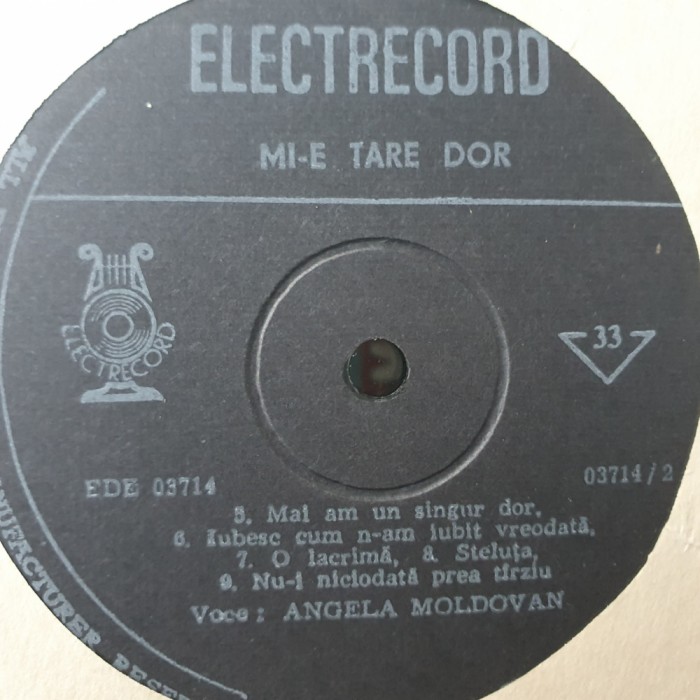 ELECTRECORD
MI-E TARE DOR
ELECTRECORD
33
EDE 03714
03714/2
5. Mai am un singur dor,
6. Iubesc cum n-am iubit vreodată,
7. O lacrimă, 8. Steluța,
9. Nu-i niciodată prea tîrziu
Voce: ANGELA MOLDOVAN
MANUFACTURER